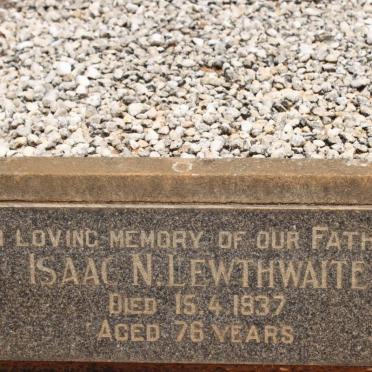 N LOVING MEMORY OF OUR FATH
ISAAC N. LEWTHWAITE
DIED 15.4.1937
AGED 76 YEARS